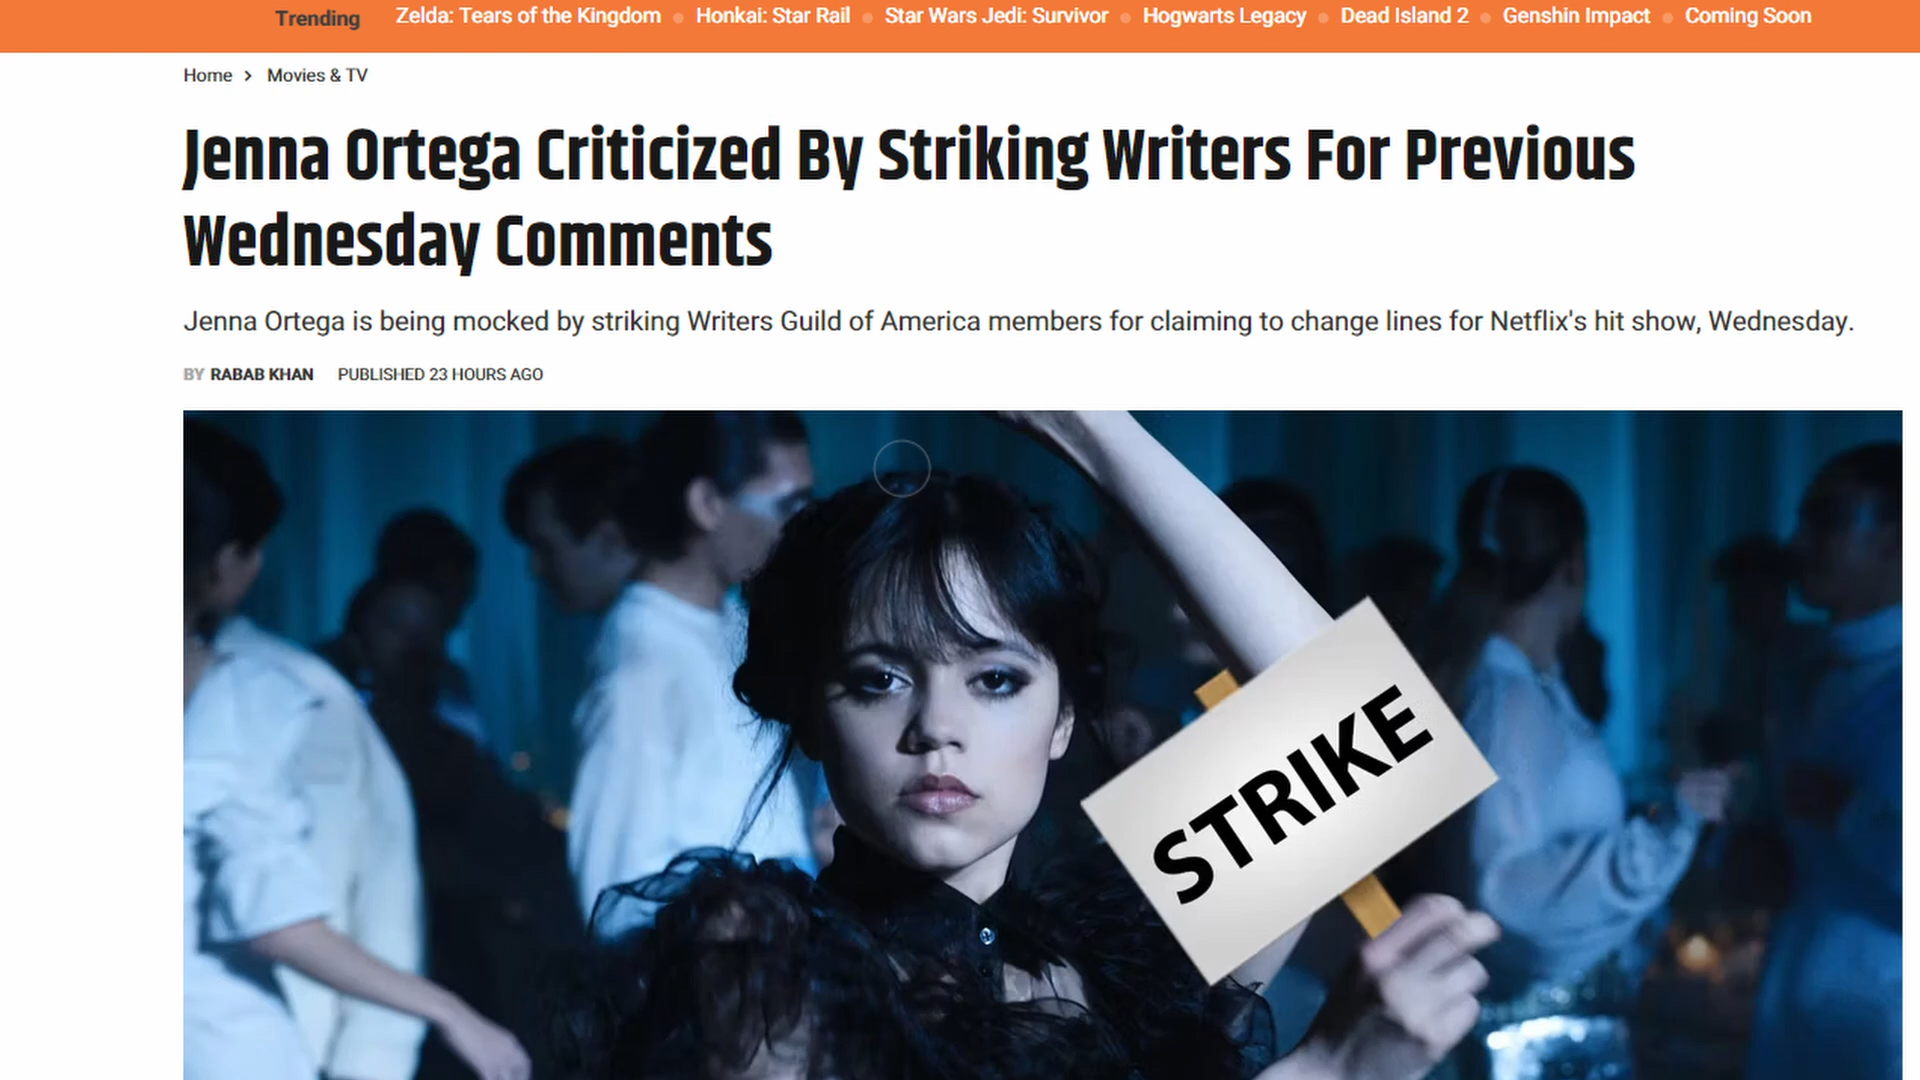 Trending Zelda: Tears of the Kingdom Honkai: Star Rail Star Wars Jedi: Survivor Hogwarts Legacy Dead Island 2 Genshin Impact Coming Soon
Home > Movies & TV
Jenna Ortega Criticized By Striking Writers For Previous
Wednesday Comments
Jenna Ortega is being mocked by striking Writers Guild of America members for claiming to change lines for Netflix's hit show, Wednesday.
BY RABAB KHAN PUBLISHED 23 HOURS AGO
STRIKE